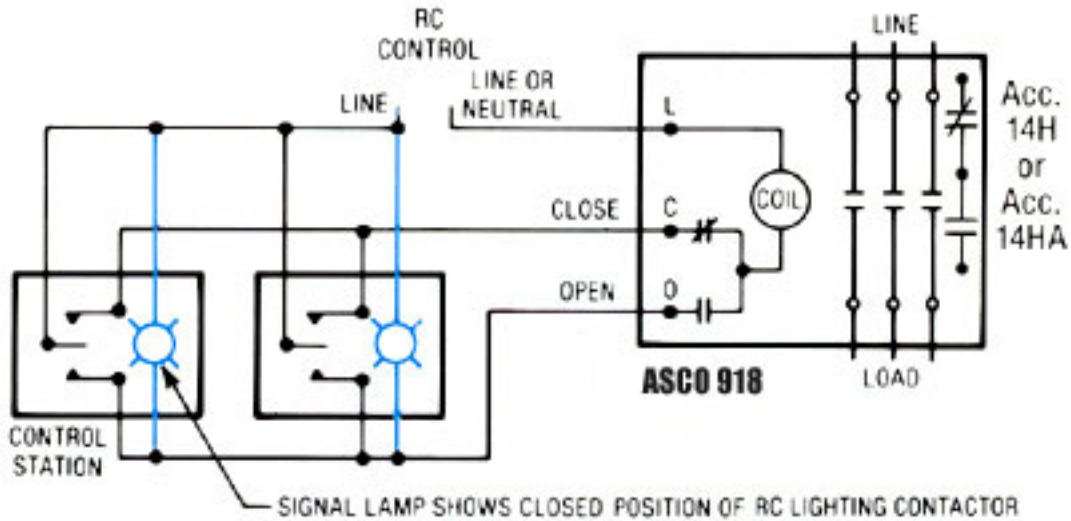 RC
CONTROL
LINE
LINE OR
NEUTRAL
LINE
L
Acc.
14H
or
Acc.
14HA
COIL
CLOSE
C
OPEN
O
ASCO 918
LOAD
CONTROL
STATION
SIGNAL LAMP SHOWS CLOSED POSITION OF RC LIGHTING CONTACTOR